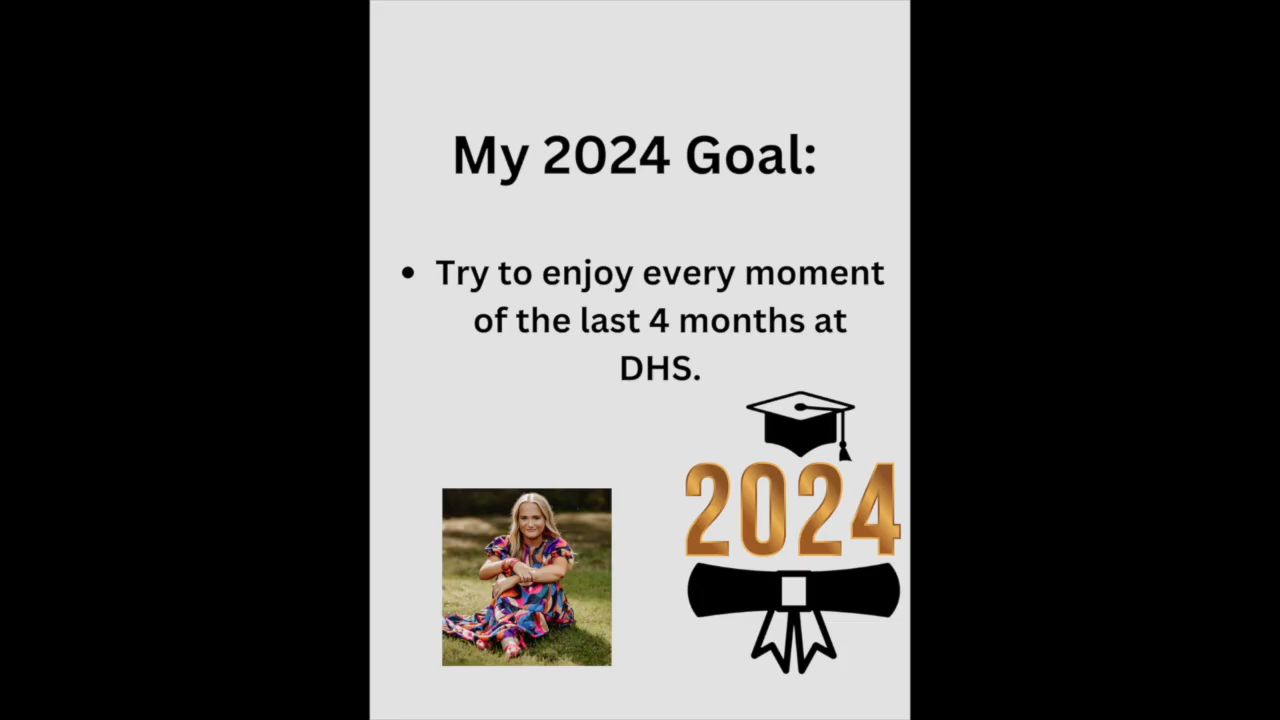 My 2024 Goal:
• Try to enjoy every moment
of the last 4 months at
DHS.
2024